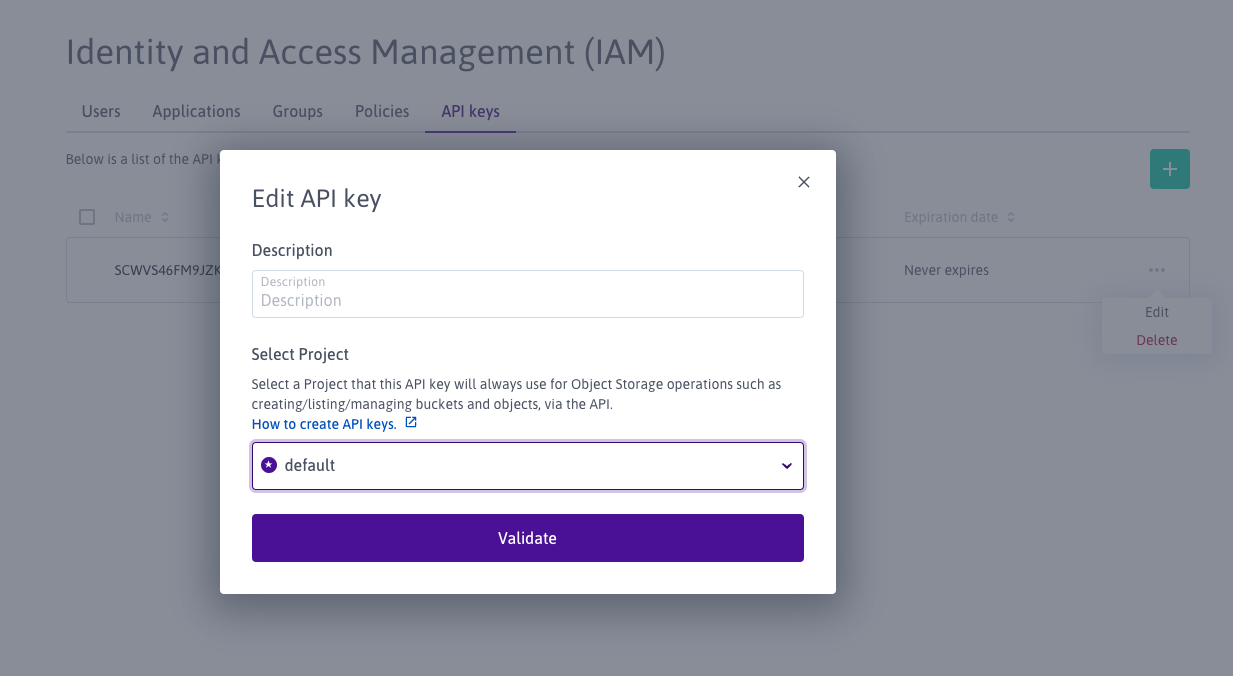 Identity and Access Management (IAM)
Users Applications Groups Policies API keys
Below is a list of the API
Name Expiration date
SCWVS46FM9JZK Never expires
Edit
Delete
Edit API key
Description
Description
Description
Select Project
Select a Project that this API key will always use for Object Storage operations such as
creating/listing/managing buckets and objects, via the API.
How to create API keys.
default
Validate